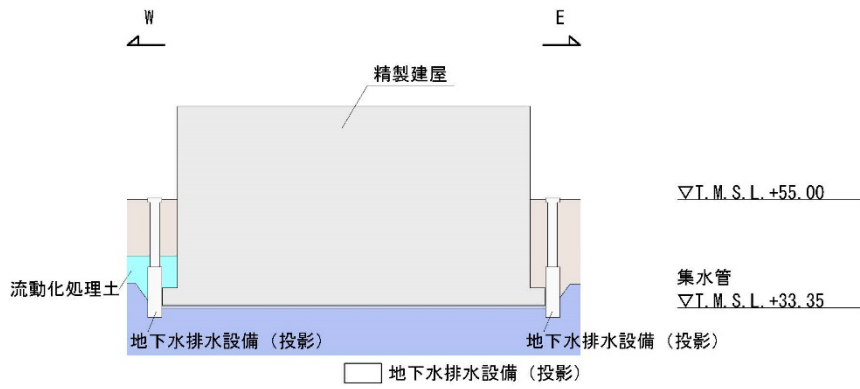 W
E
精製建屋
▽T.M.S.L.+55.00
流動化処理土
集水管
▽T.M.S.L.+33.35
地下水排水設備（投影）
地下水排水設備（投影）
地下水排水設備（投影）